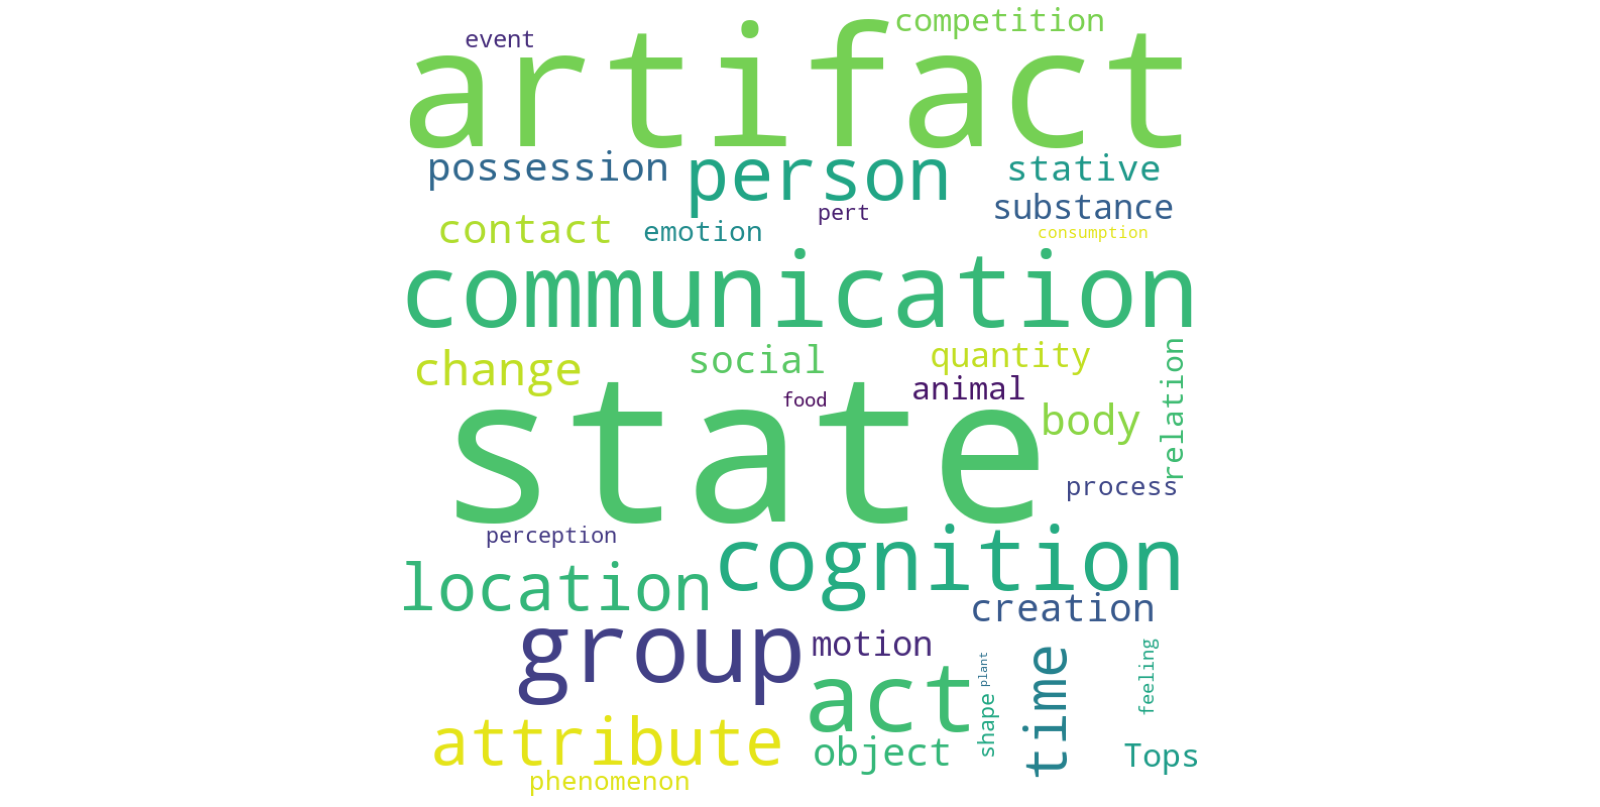 competition
event
artifact
possession
person
stative
substance
pert
contact
emotion
consumption
communication
change
social
quantity
relation
animal
food
state
body
process
perception
cognition
location
creation
group
motion
act
plant
shape
time
feeling
attribute
object
Tops
phenomenon